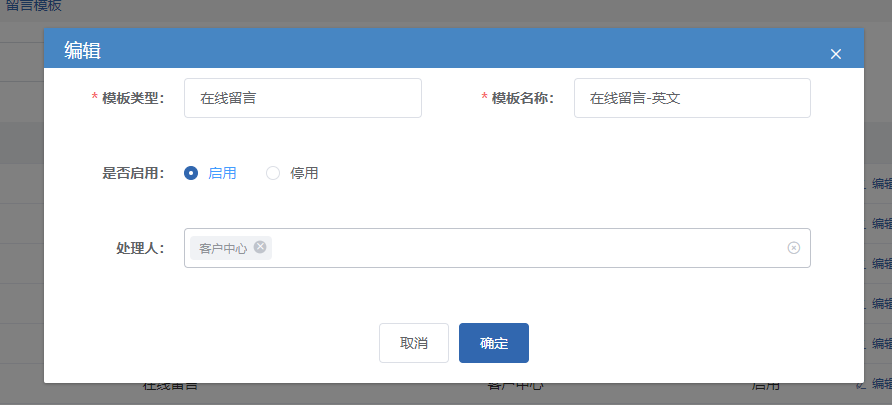 留言模板
编辑
* 模板类型： 在线留言 * 模板名称： 在线留言-英文
是否启用： 启用 停用
编辑
编辑
处理人： 客户中心
编辑
编辑
取消 确定
编辑
在线留言 客户中心 启用 编辑